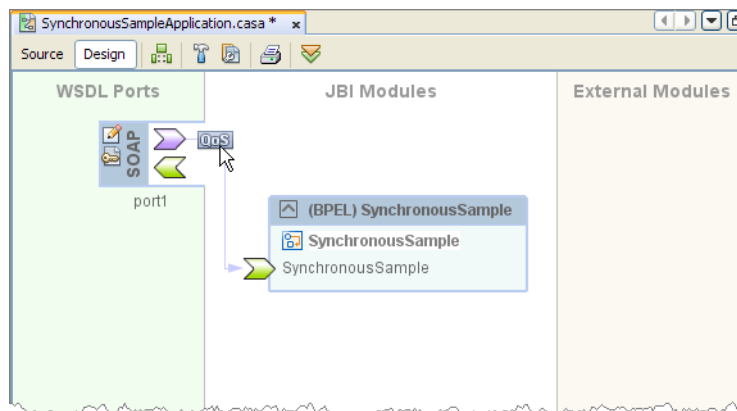 SynchronousSampleApplication.casa * x
Source Design
WSDL Ports JBI Modules External Modules
SOAP
QoS
port1
(BPEL) SynchronousSample
SynchronousSample
SynchronousSample